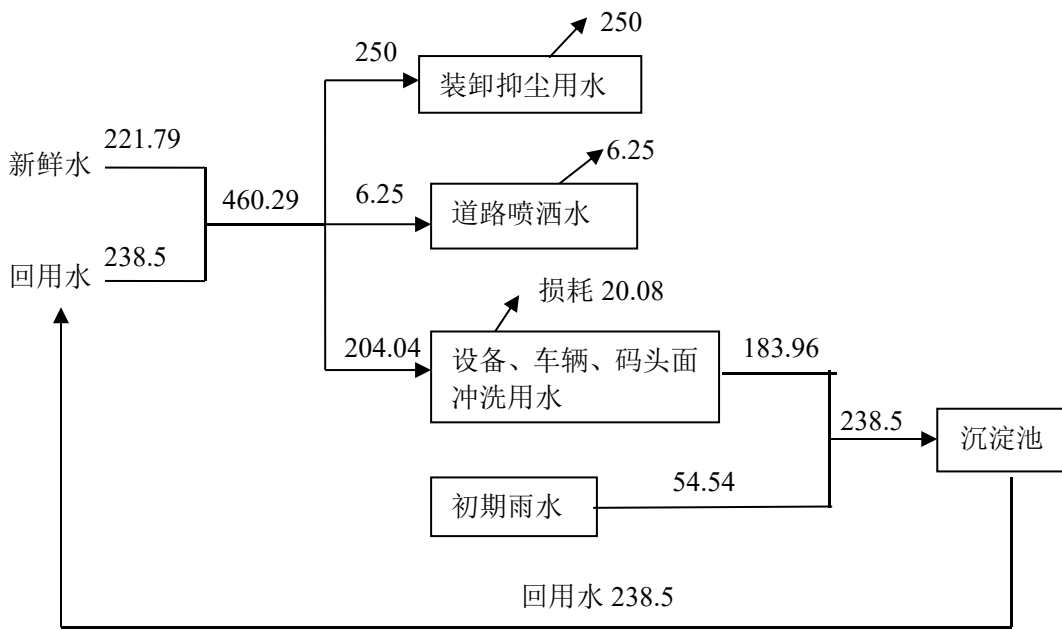 250
250
装卸抑尘用水
221.79
新鲜水
6.25
460.29
6.25
道路喷洒水
238.5
回用水
损耗 20.08
204.04
设备、车辆、码头面
冲洗用水
183.96
238.5
沉淀池
54.54
初期雨水
回用水 238.5